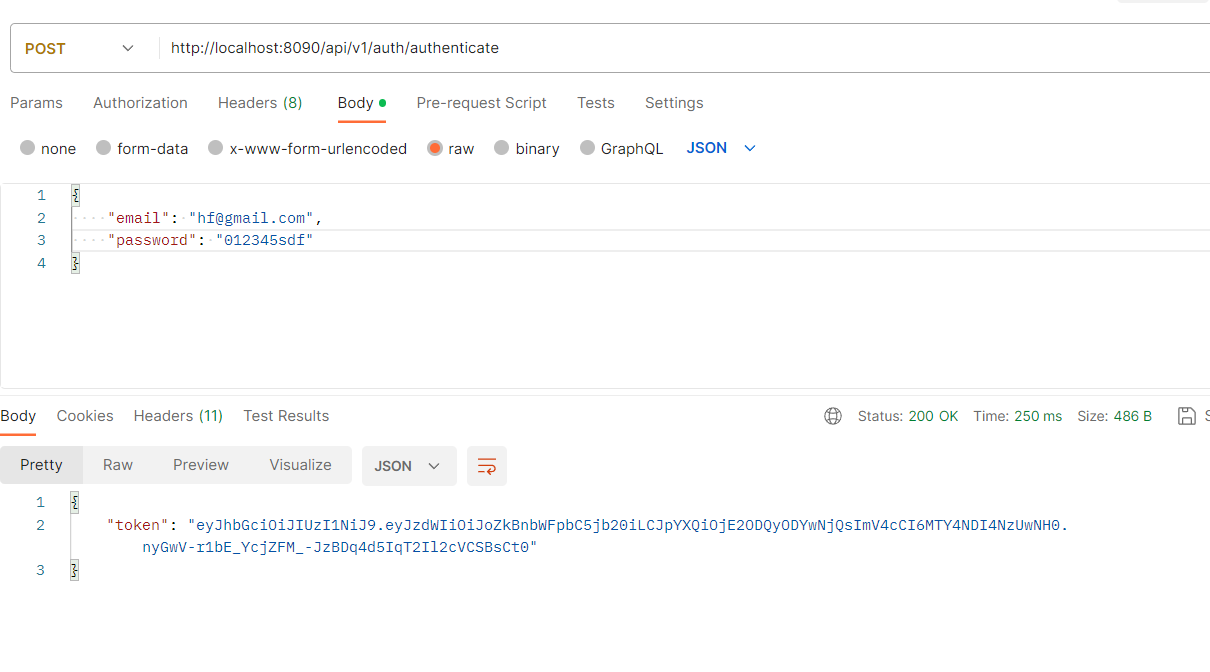 POST http://localhost:8090/api/v1/auth/authenticate
Params Authorization Headers (8) Body Pre-request Script Tests Settings
none form-data x-www-form-urlencoded raw binary GraphQL JSON
1 {
2 "email": "hf@gmail.com",
3 "password": "012345sdf"
4 }
Body Cookies Headers (11) Test Results Status: 200 OK Time: 250 ms Size: 486 B S
Pretty Raw Preview Visualize JSON
1 {
2 "token": "eyJhbGciOiJIUzI1NiJ9.eyJzdWIiOiJoZkBnbWFpbC5jb20iLCJpYXQiOjE2ODQyODYwNjQsImV4cCI6MTY4NDI4NzUwNH0.
nyGwV-r1bE_YcjZFM_-JzBDq4d5IqT2Il2cVCSBsCt0"
3 }